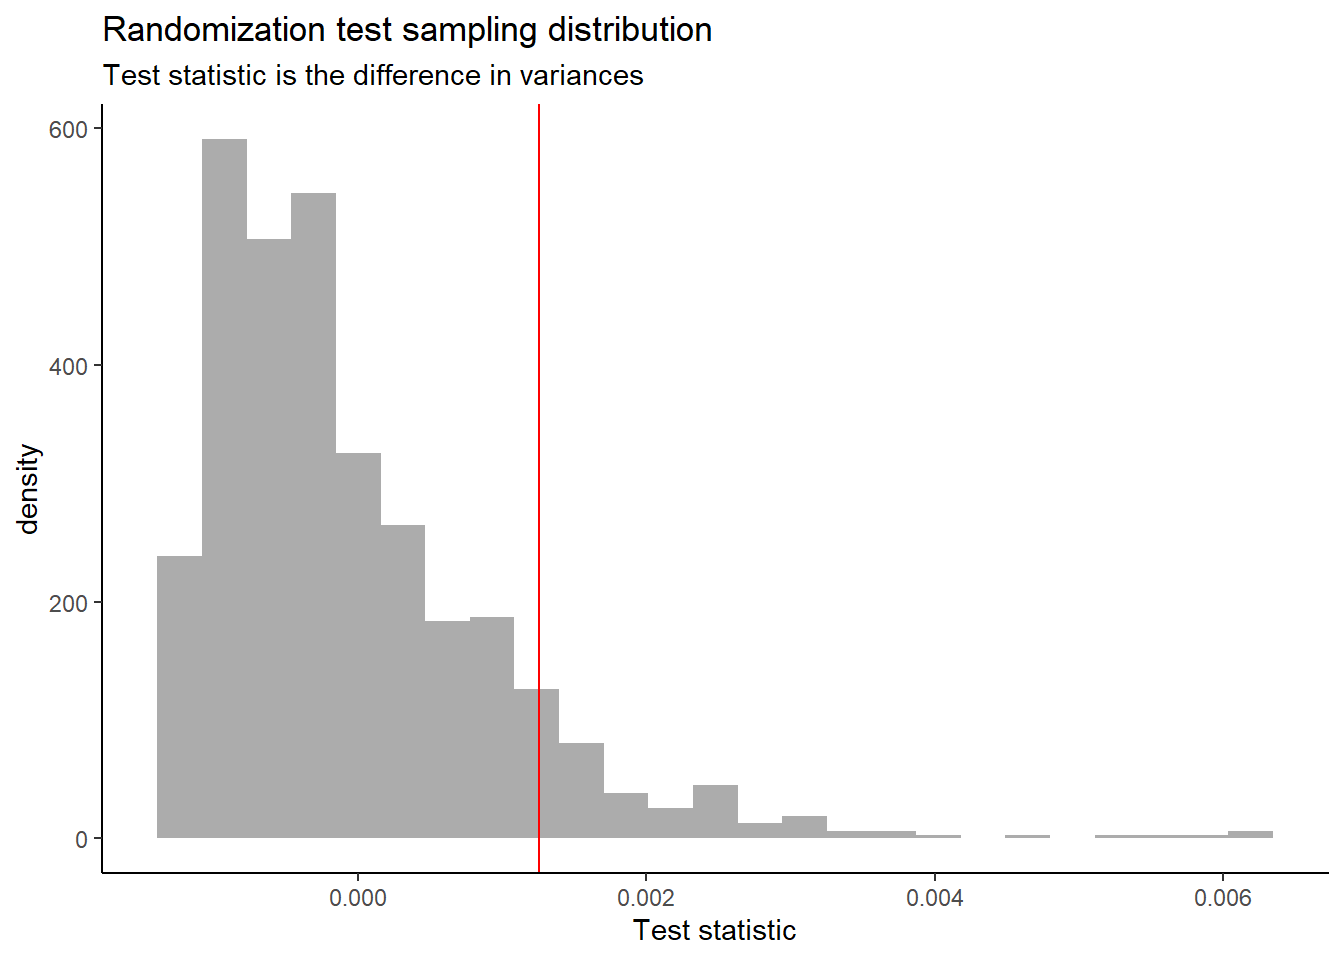 Randomization test sampling distribution
Test statistic is the difference in variances
600
400
200
0
density
0.000
0.002
0.004
0.006
Test statistic